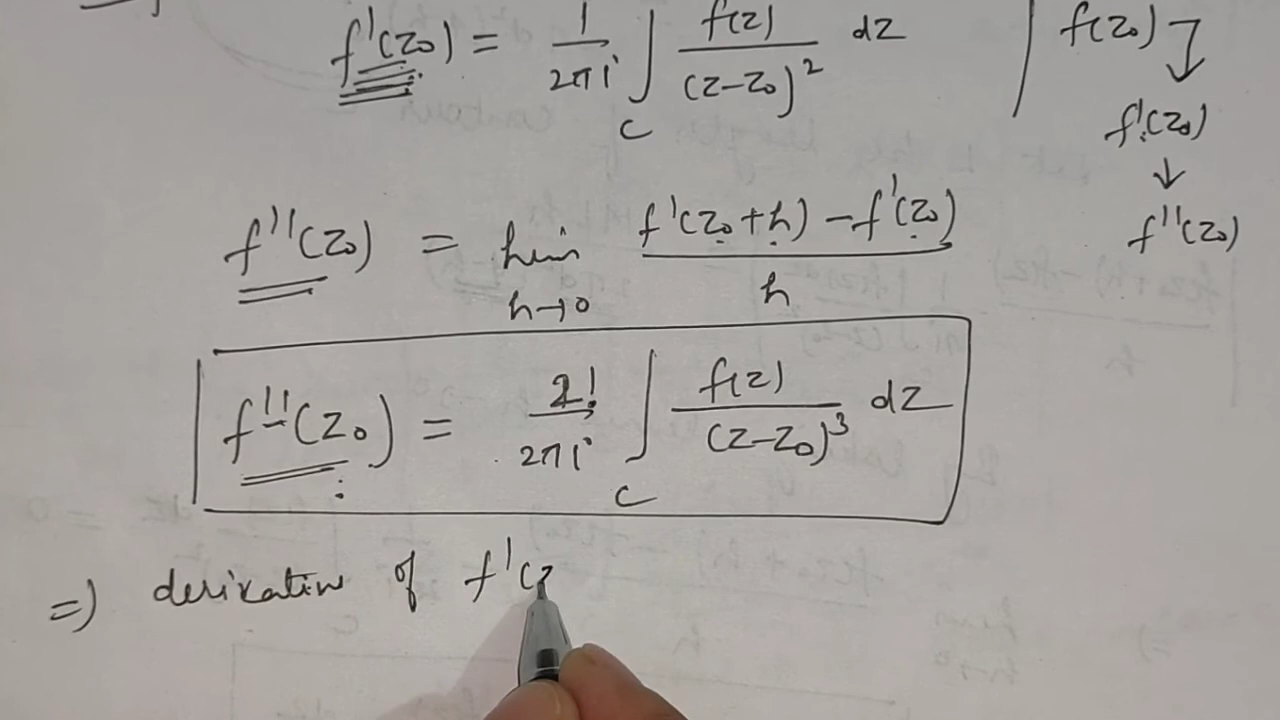 f'(z₀) = 1/2πi ∫_C f(z)/(z-z₀)² dz
f(z₀)
↓
f'(z₀)
↓
f''(z₀)
f''(z₀) = lim_{h→0} f'(z₀+h) - f'(z₀) / h
f''(z₀) = 2!/2πi ∫_C f(z)/(z-z₀)³ dz
=) derivative of f'(z